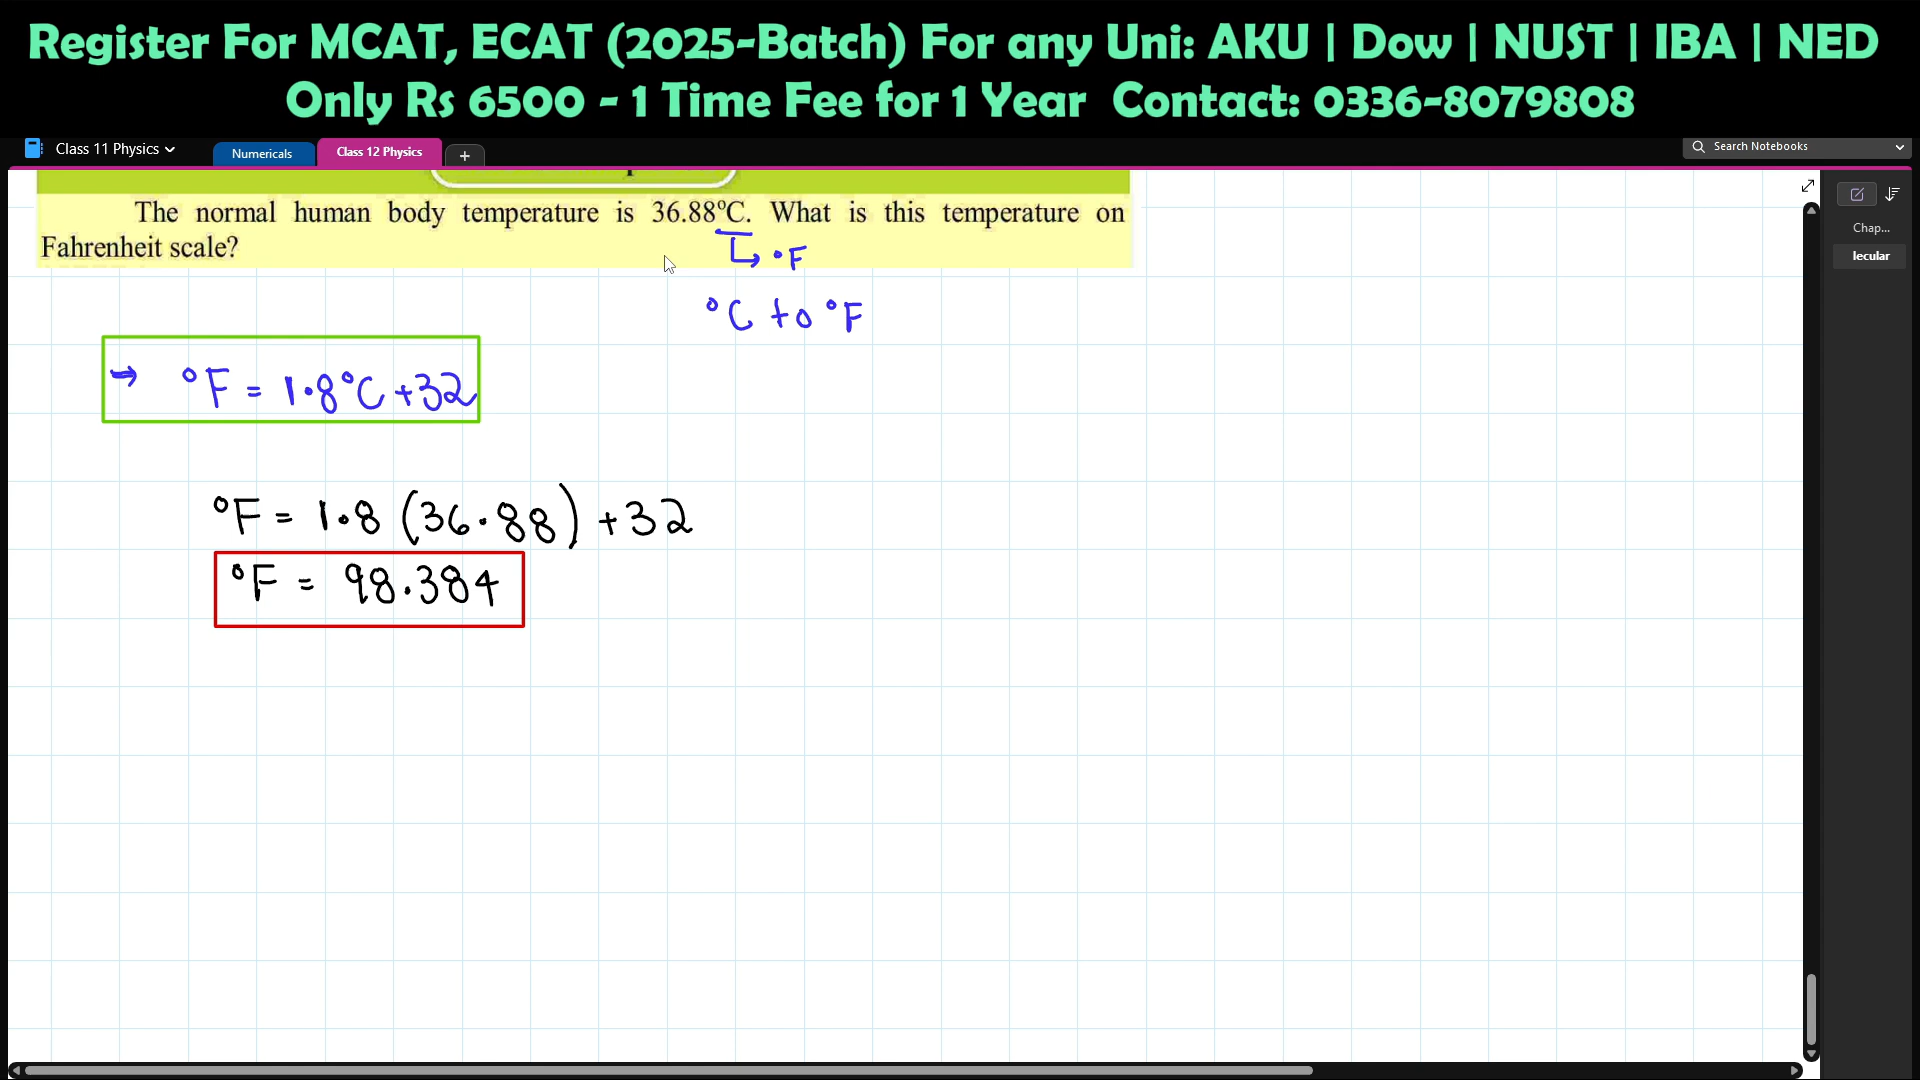 Register For MCAT, ECAT (2025-Batch) For any Uni: AKU | Dow | NUST | IBA | NED
Only Rs 6500 - 1 Time Fee for 1 Year Contact: 0336-8079808
Class 11 Physics
Numericals
Class 12 Physics
+
Search Notebooks
The normal human body temperature is 36.88°C. What is this temperature on
Fahrenheit scale?
°F
°C to °F
→ °F = 1.8°C+32
°F = 1.8 (36.88) +32
°F = 98.384
Chap...
lecular